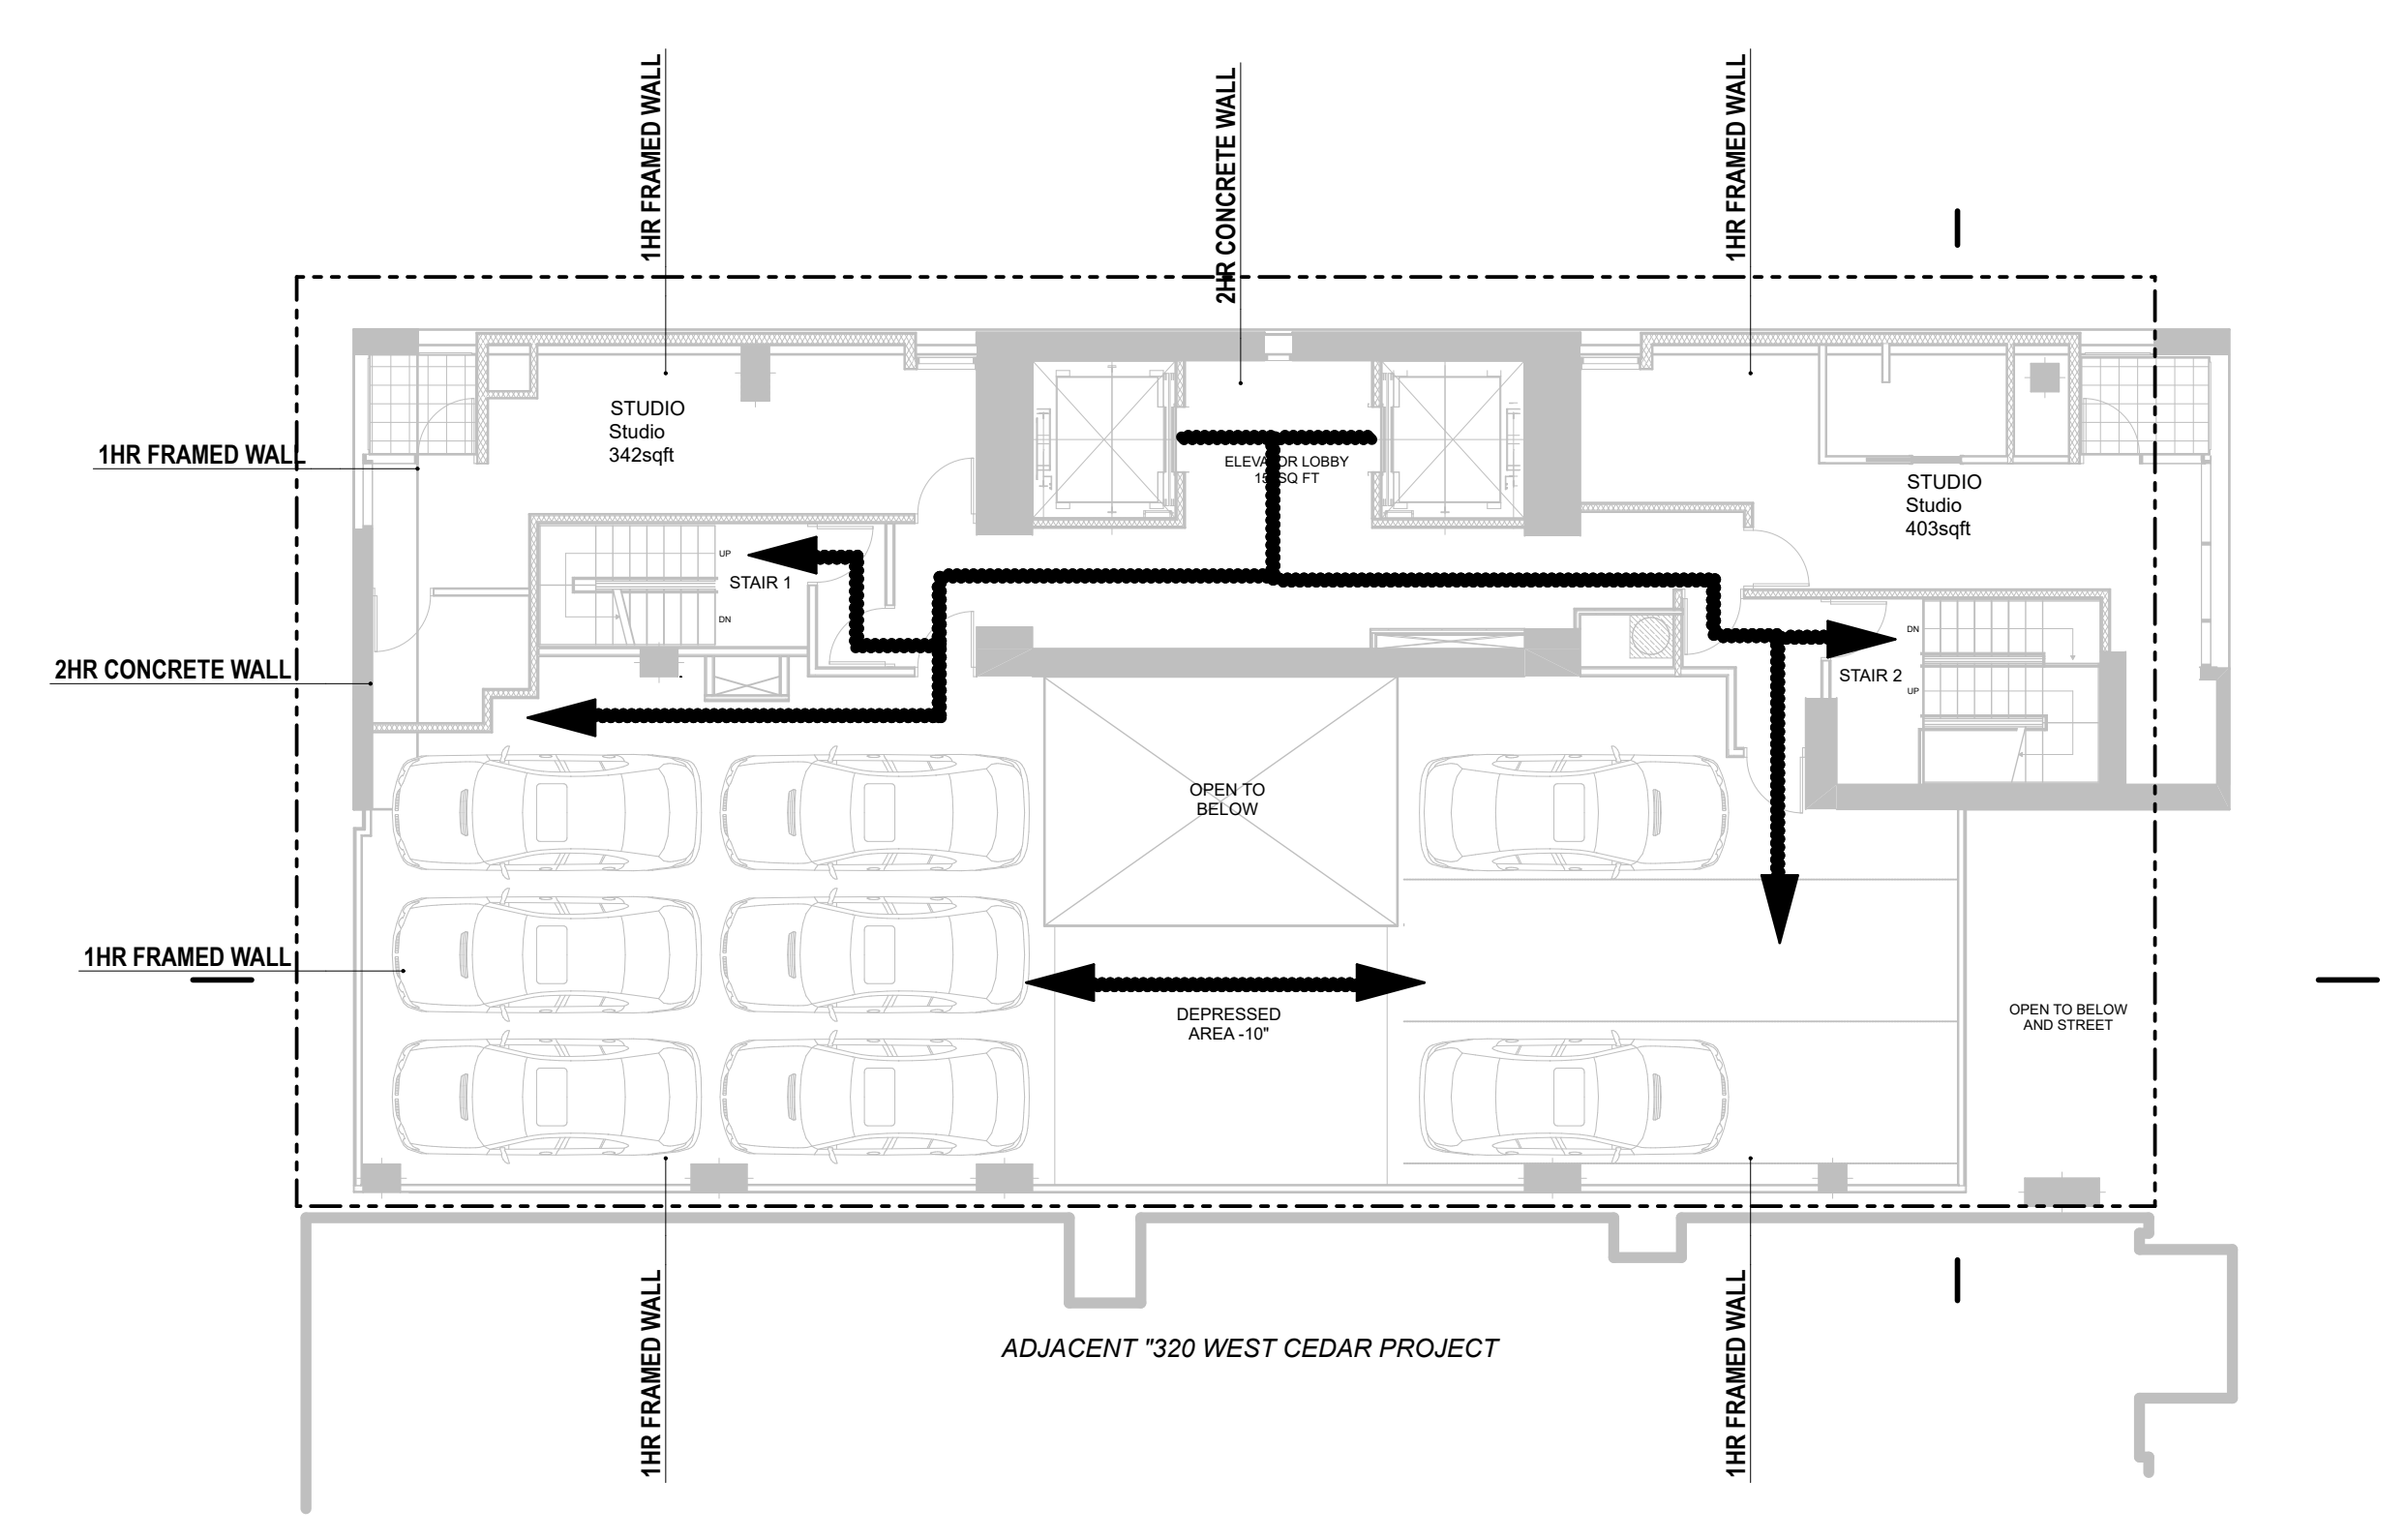 1HR FRAMED WALL
2HR CONCRETE WALL
1HR FRAMED WALL
STUDIO
Studio
342sqft
1HR FRAMED WALL
ELEVATOR LOBBY
SQ FT
STUDIO
Studio
403sqft
UP
STAIR 1
DN
2HR CONCRETE WALL
DN
STAIR 2
UP
OPEN TO
BELOW
1HR FRAMED WALL
DEPRESSED
AREA -10"
OPEN TO BELOW
AND STREET
1HR FRAMED WALL
1HR FRAMED WALL
ADJACENT "320 WEST CEDAR PROJECT